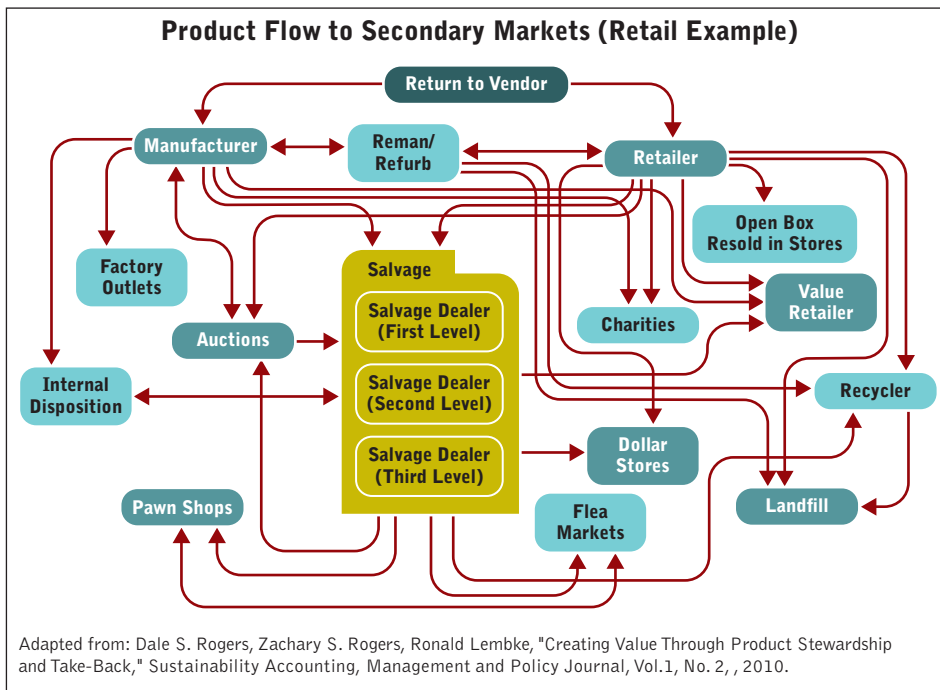 Product Flow to Secondary Markets (Retail Example)
Return to Vendor
Manufacturer
Reman/
Refurb
Retailer
Open Box
Resold in Stores
Factory
Outlets
Salvage
Value
Retailer
Salvage Dealer
(First Level)
Charities
Auctions
Internal
Disposition
Salvage Dealer
(Second Level)
Recycler
Salvage Dealer
(Third Level)
Dollar
Stores
Pawn Shops
Flea
Markets
Landfill
Adapted from: Dale S. Rogers, Zachary S. Rogers, Ronald Lembke, "Creating Value Through Product Stewardship
and Take-Back," Sustainability Accounting, Management and Policy Journal, Vol.1, No. 2, , 2010.